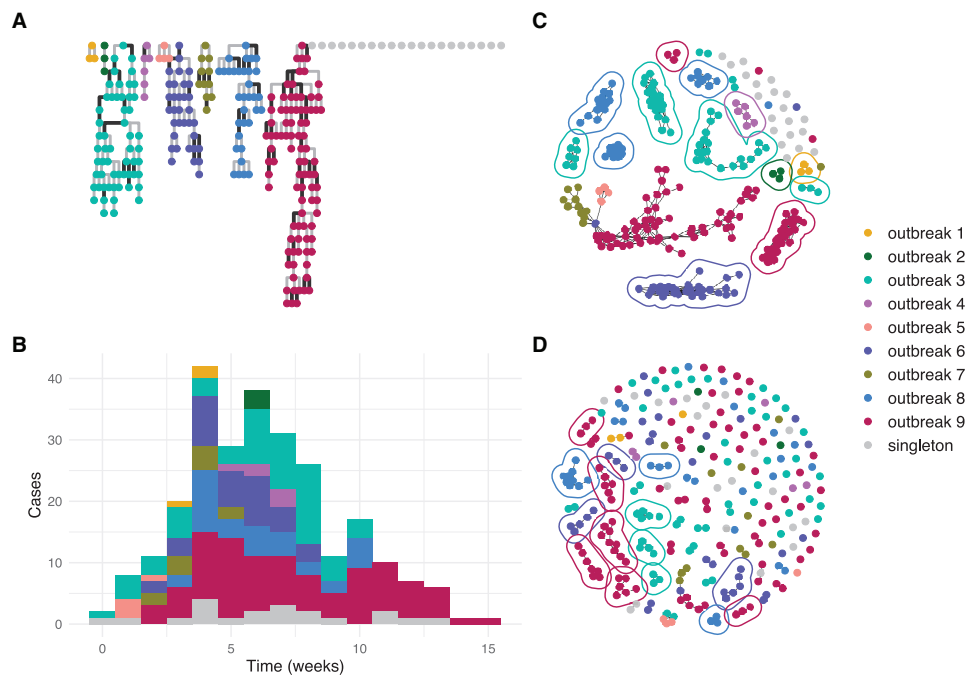 A
B
40
30
20
10
0
Cases
0
5
10
15
Time (weeks)
C
D
outbreak 1
outbreak 2
outbreak 3
outbreak 4
outbreak 5
outbreak 6
outbreak 7
outbreak 8
outbreak 9
singleton